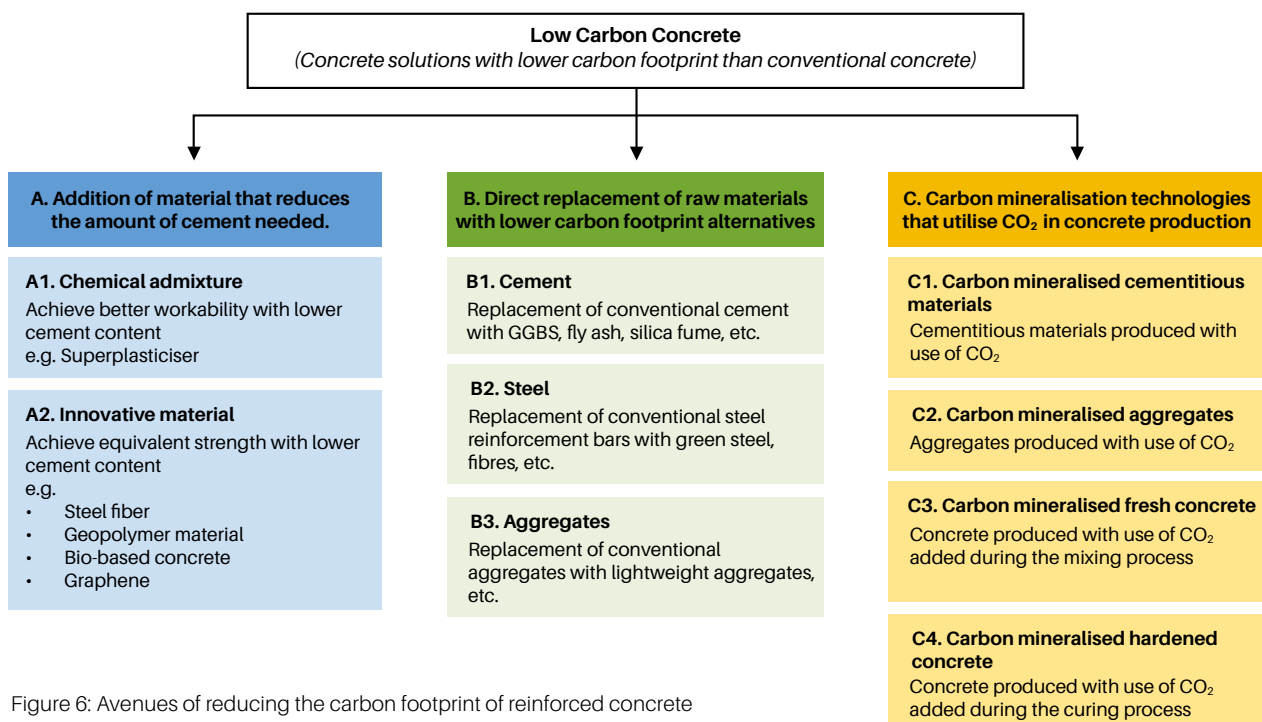 Low Carbon Concrete
(Concrete solutions with lower carbon footprint than conventional concrete)
A. Addition of material that reduces
the amount of cement needed.
A1. Chemical admixture
Achieve better workability with lower
cement content
e.g. Superplasticiser
A2. Innovative material
Achieve equivalent strength with lower
cement content
e.g.
• Steel fiber
• Geopolymer material
• Bio-based concrete
• Graphene
B. Direct replacement of raw materials
with lower carbon footprint alternatives
B1. Cement
Replacement of conventional cement
with GGBS, fly ash, silica fume, etc.
B2. Steel
Replacement of conventional steel
reinforcement bars with green steel,
fibres, etc.
B3. Aggregates
Replacement of conventional
aggregates with lightweight aggregates,
etc.
C. Carbon mineralisation technologies
that utilise CO₂ in concrete production
C1. Carbon mineralised cementitious
materials
Cementitious materials produced with
use of CO₂
C2. Carbon mineralised aggregates
Aggregates produced with use of CO₂
C3. Carbon mineralised fresh concrete
Concrete produced with use of CO₂
added during the mixing process
C4. Carbon mineralised hardened
concrete
Concrete produced with use of CO₂
added during the curing process
Figure 6: Avenues of reducing the carbon footprint of reinforced concrete